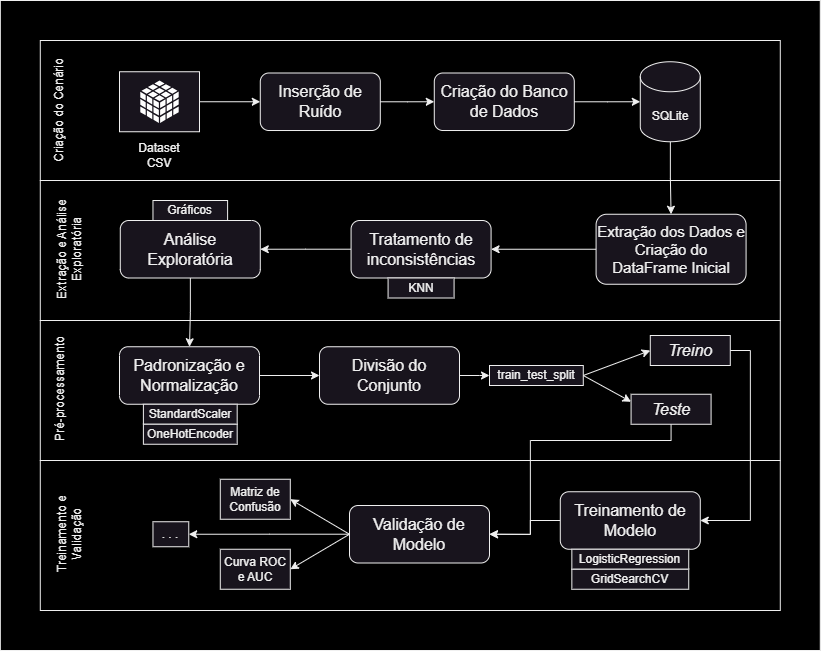 Criação do Cenário
Dataset
CSV
Inserção de
Ruído
Criação do Banco
de Dados
SQLite
Extração e Análise
Exploratória
Gráficos
Análise
Exploratória
Tratamento de
inconsistências
KNN
Extração dos Dados e
Criação do
DataFrame Inicial
Pré-processamento
Padronização e
Normalização
StandardScaler
OneHotEncoder
Divisão do
Conjunto
train_test_split
Treino
Teste
Treinamento e
Validação
Matriz de
Confusão
. . .
Curva ROC
e AUC
Validação de
Modelo
Treinamento de
Modelo
LogisticRegression
GridSearchCV